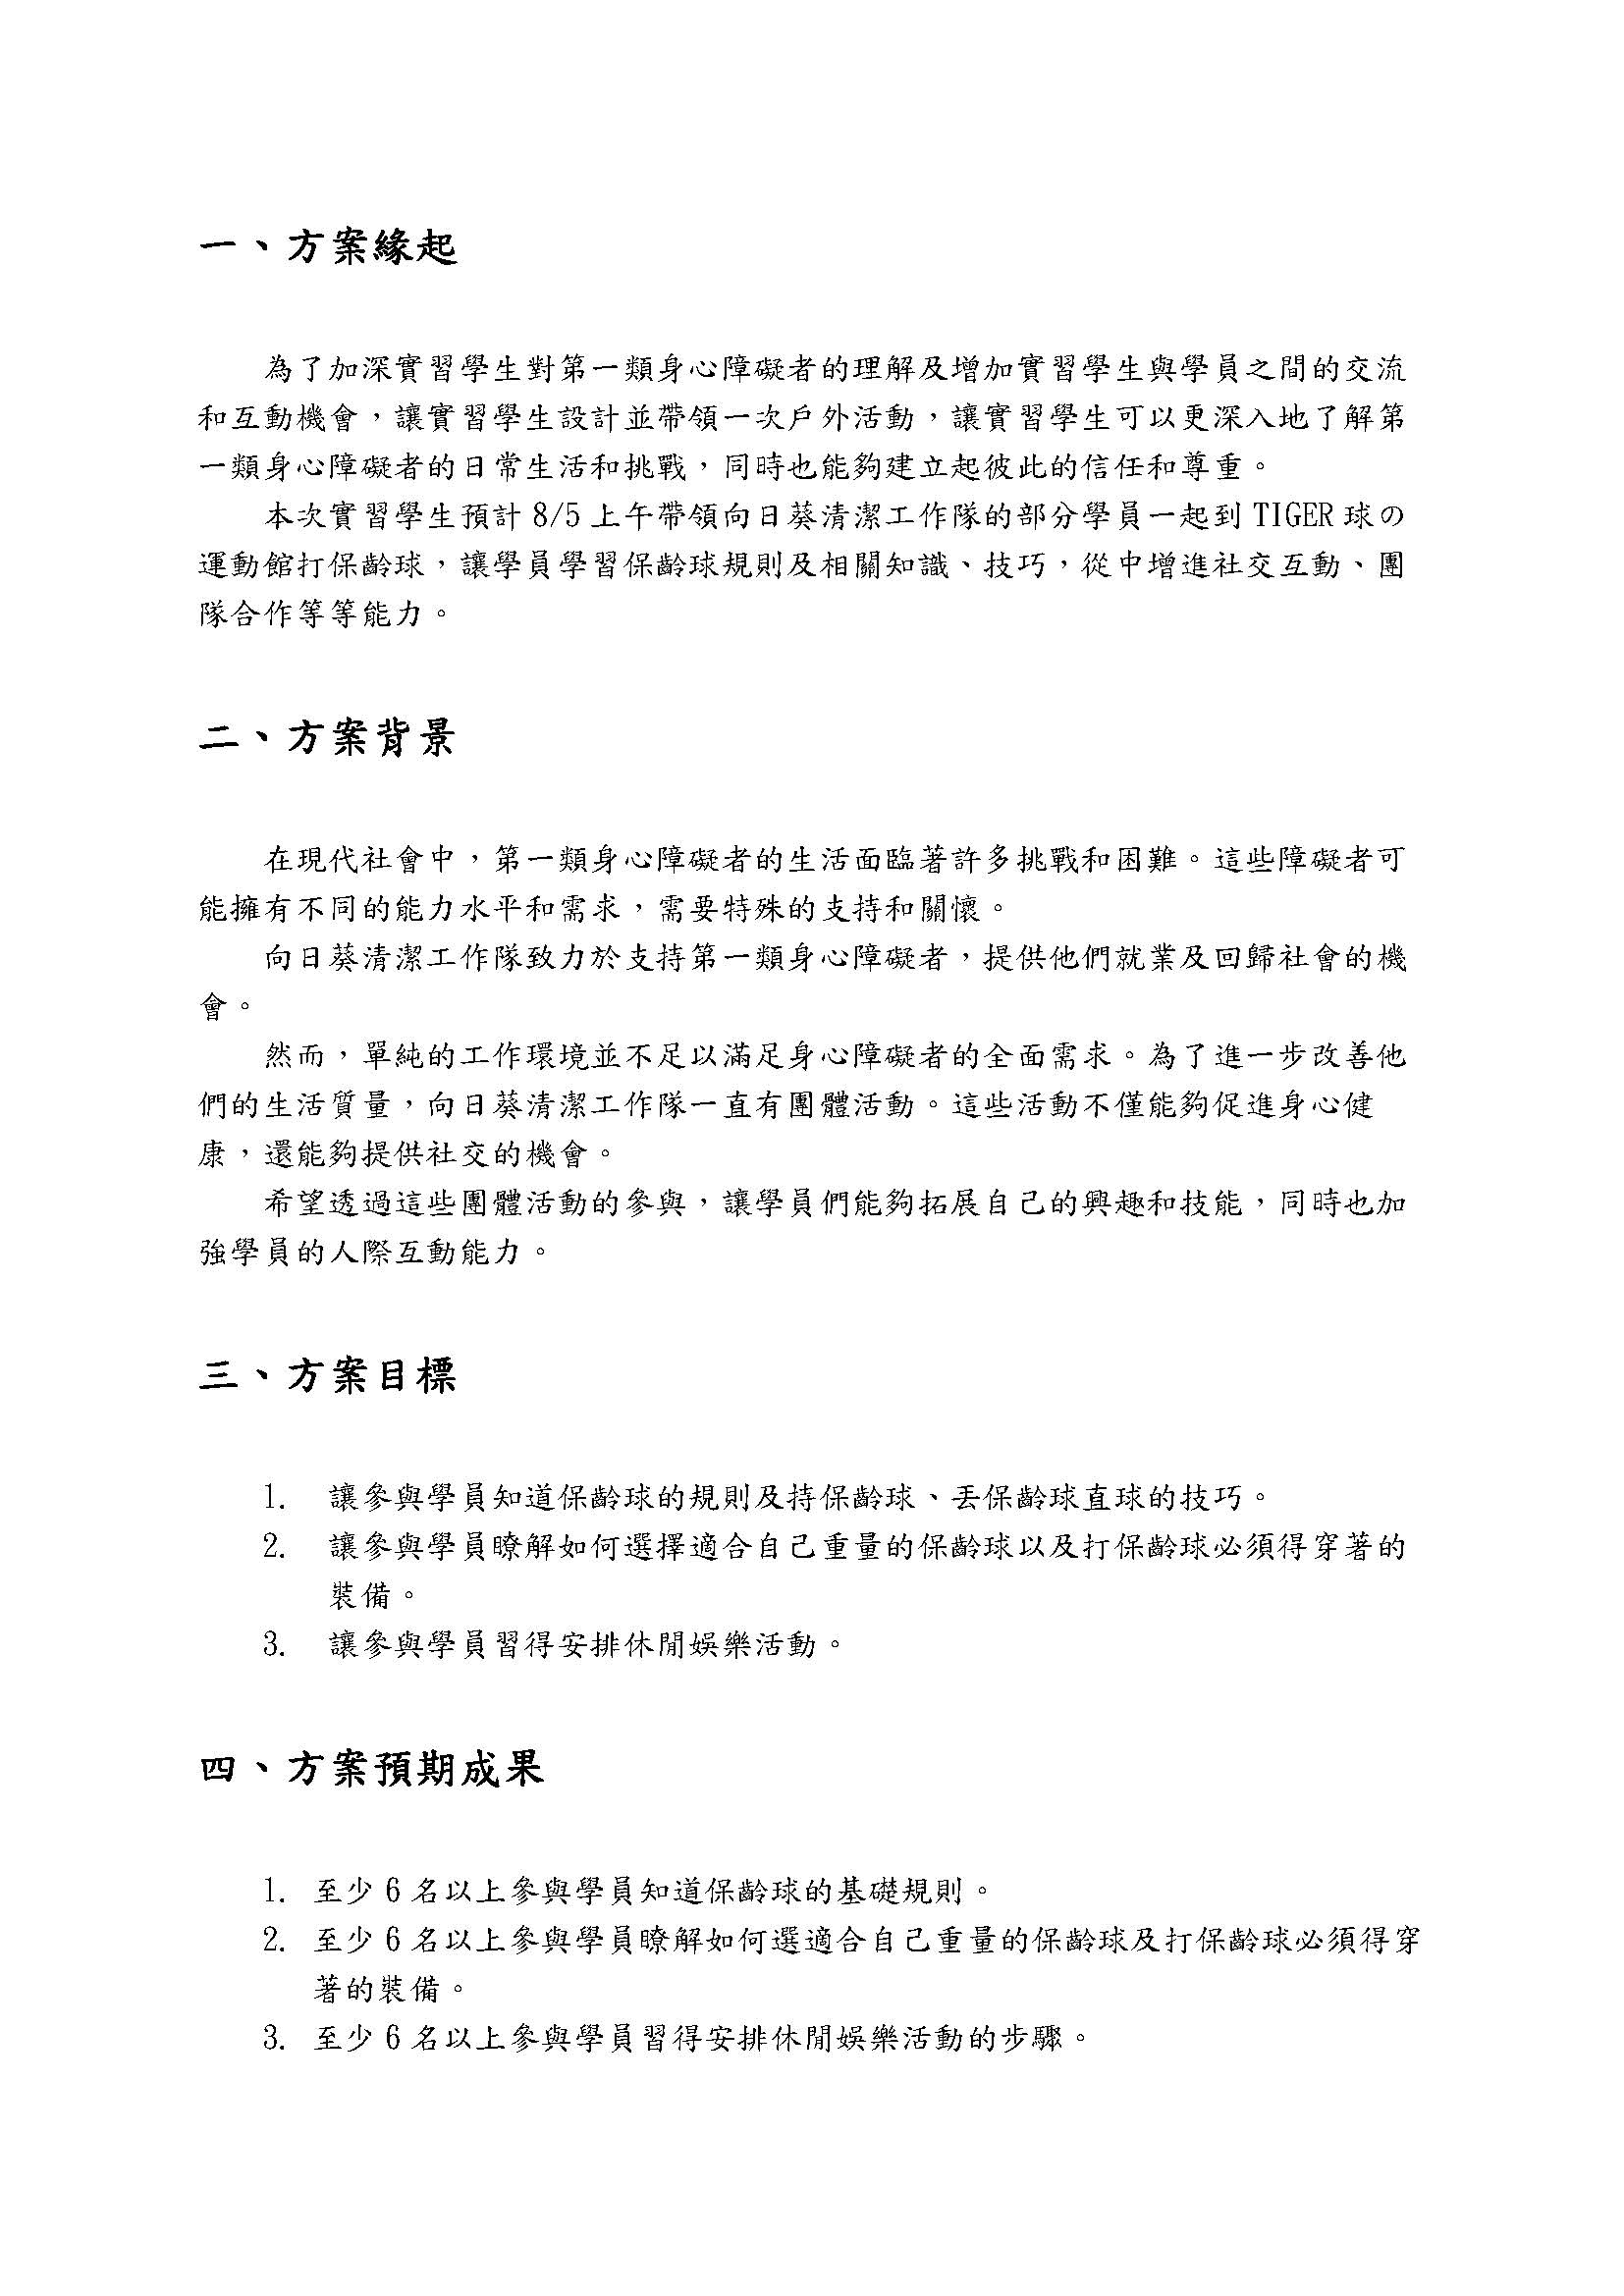 一、方案緣起
為了加深實習學生對第一類身心障礙者的理解及增加實習學生與學員之間的交流
和互動機會，讓實習學生設計並帶領一次戶外活動，讓實習學生可以更深入地了解第
一類身心障礙者的日常生活和挑戰，同時也能夠建立起彼此的信任和尊重。
本次實習學生預計 8/5 上午帶領向日葵清潔工作隊的部分學員一起到 TIGER 球の
運動館打保齡球，讓學員學習保齡球規則及相關知識、技巧，從中增進社交互動、團
隊合作等等能力。
二、方案背景
在現代社會中，第一類身心障礙者的生活面臨著許多挑戰和困難。這些障礙者可
能擁有不同的能力水平和需求，需要特殊的支持和關懷。
向日葵清潔工作隊致力於支持第一類身心障礙者，提供他們就業及回歸社會的機
會。
然而，單純的工作環境並不足以滿足身心障礙者的全面需求。為了進一步改善他
們的生活質量，向日葵清潔工作隊一直有團體活動。這些活動不僅能夠促進身心健
康，還能夠提供社交的機會。
希望透過這些團體活動的參與，讓學員們能夠拓展自己的興趣和技能，同時也加
強學員的人際互動能力。
三、方案目標
1. 讓參與學員知道保齡球的規則及持保齡球、丟保齡球直球的技巧。
2. 讓參與學員瞭解如何選擇適合自己重量的保齡球以及打保齡球必須得穿著的
裝備。
3. 讓參與學員習得安排休閒娛樂活動。
四、方案預期成果
1. 至少 6 名以上參與學員知道保齡球的基礎規則。
2. 至少 6 名以上參與學員瞭解如何選適合自己重量的保齡球及打保齡球必須得穿
著的裝備。
3. 至少 6 名以上參與學員習得安排休閒娛樂活動的步驟。